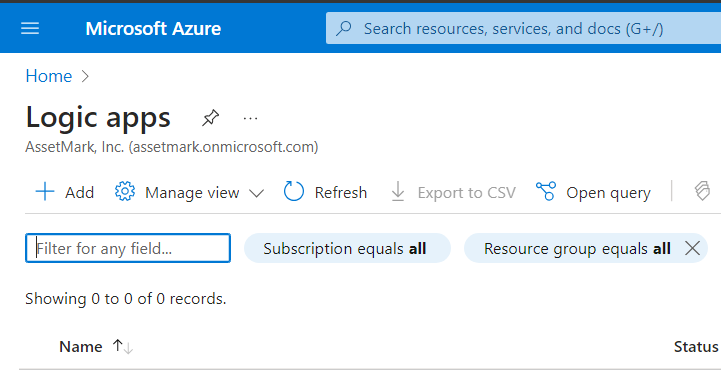 Microsoft Azure
Search resources, services, and docs (G+/)
Home
Logic apps
AssetMark, Inc. (assetmark.onmicrosoft.com)
Add
Manage view
Refresh
Export to CSV
Open query
Filter for any field...
Subscription equals all
Resource group equals all
Showing 0 to 0 of 0 records.
Name
Status